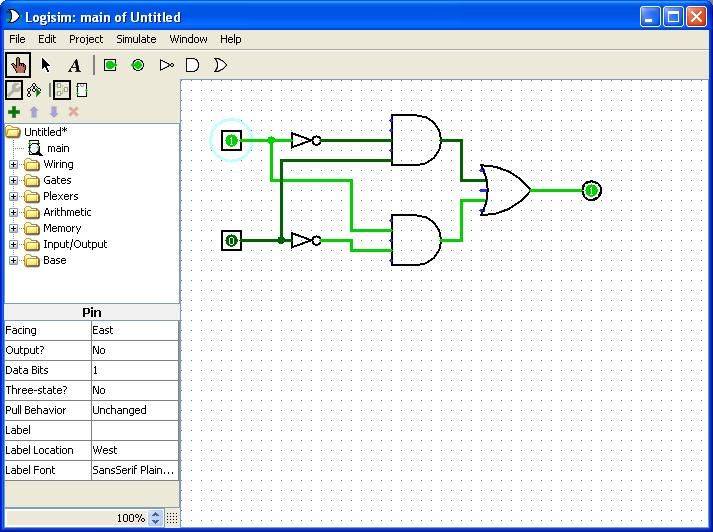 Logisim: main of Untitled
File Edit Project Simulate Window Help
A
Untitled*
main
Wiring
Gates
Plexers
Arithmetic
Memory
Input/Output
Base
Pin
Facing East
Output? No
Data Bits 1
Three-state? No
Pull Behavior Unchanged
Label
Label Location West
Label Font SansSerif Plain...
100%
1
1
0